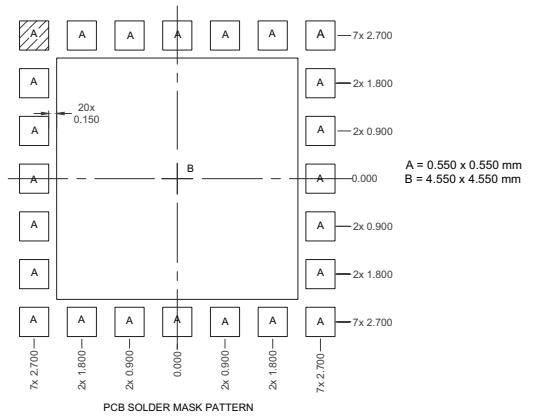 A A A A A A A 7x 2.700
A A 2x 1.800
20x
0.150
A A 2x 0.900
A B A 0.000
A = 0.550 x 0.550 mm
B = 4.550 x 4.550 mm
A A 2x 0.900
A A 2x 1.800
A A A A A A A 7x 2.700
7x 2.700
2x 1.800
2x 0.900
0.000
2x 0.900
2x 1.800
7x 2.700
PCB SOLDER MASK PATTERN